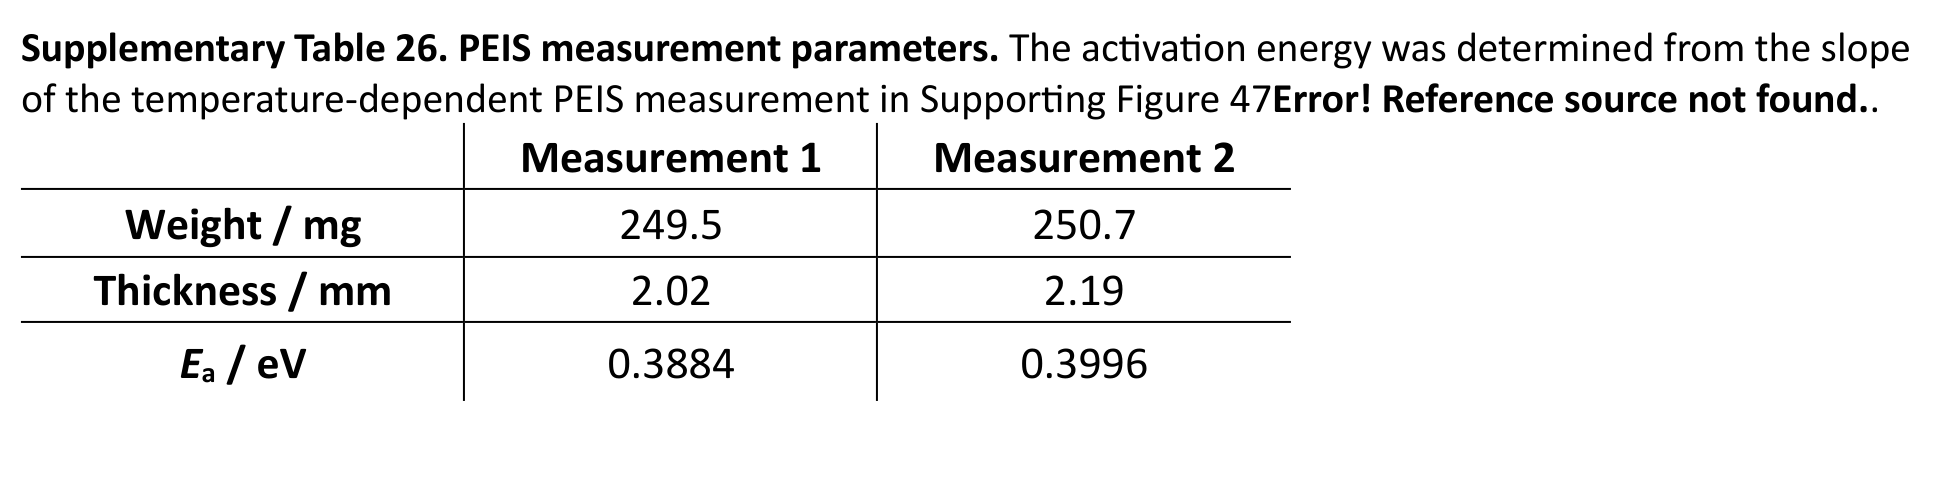 Supplementary Table 26. PEIS measurement parameters. The activation energy was determined from the slope
of the temperature-dependent PEIS measurement in Supporting Figure 47Error! Reference source not found..
Measurement 1 Measurement 2
Weight / mg 249.5 250.7
Thickness / mm 2.02 2.19
Ea / eV 0.3884 0.3996